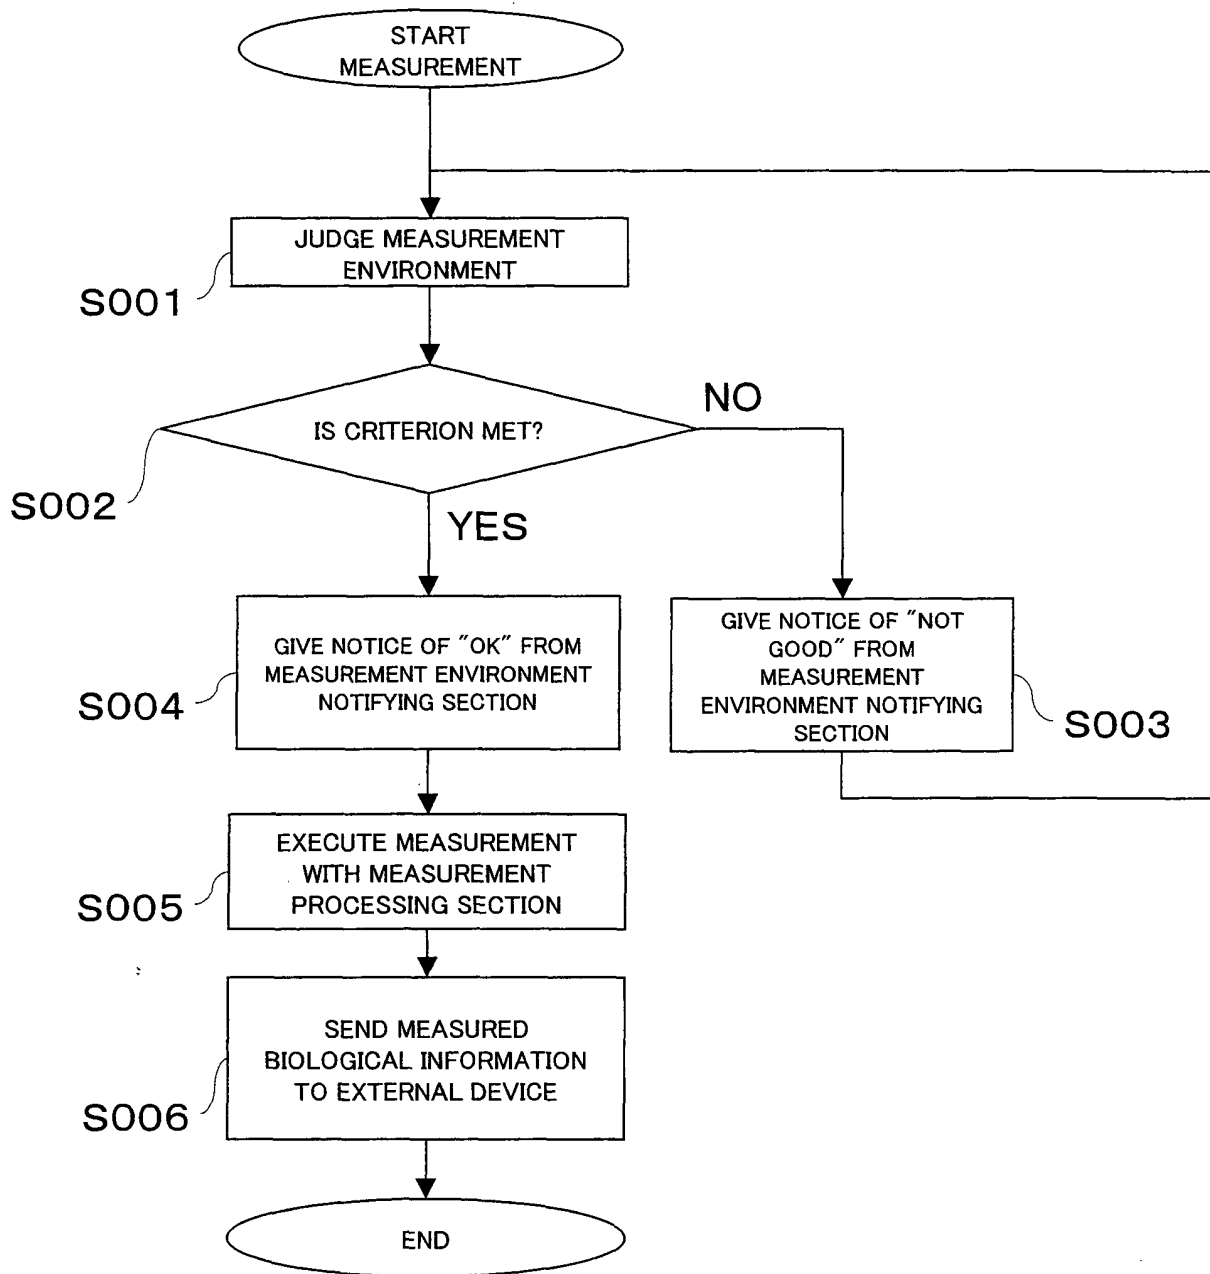 START
MEASUREMENT
JUDGE MEASUREMENT
ENVIRONMENT
S001
IS CRITERION MET?
NO
S002
YES
GIVE NOTICE OF "OK" FROM
MEASUREMENT ENVIRONMENT
NOTIFYING SECTION
S004
GIVE NOTICE OF "NOT
GOOD" FROM
MEASUREMENT
ENVIRONMENT NOTIFYING
SECTION
S003
EXECUTE MEASUREMENT
WITH MEASUREMENT
PROCESSING SECTION
S005
SEND MEASURED
BIOLOGICAL INFORMATION
TO EXTERNAL DEVICE
S006
END